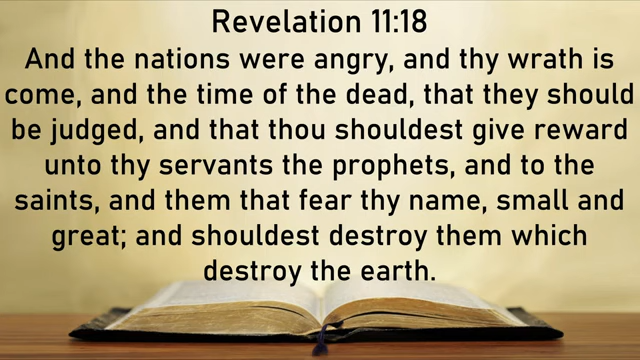 Revelation 11:18
And the nations were angry, and thy wrath is
come, and the time of the dead, that they should
be judged, and that thou shouldest give reward
unto thy servants the prophets, and to the
saints, and them that fear thy name, small and
great; and shouldest destroy them which
destroy the earth.